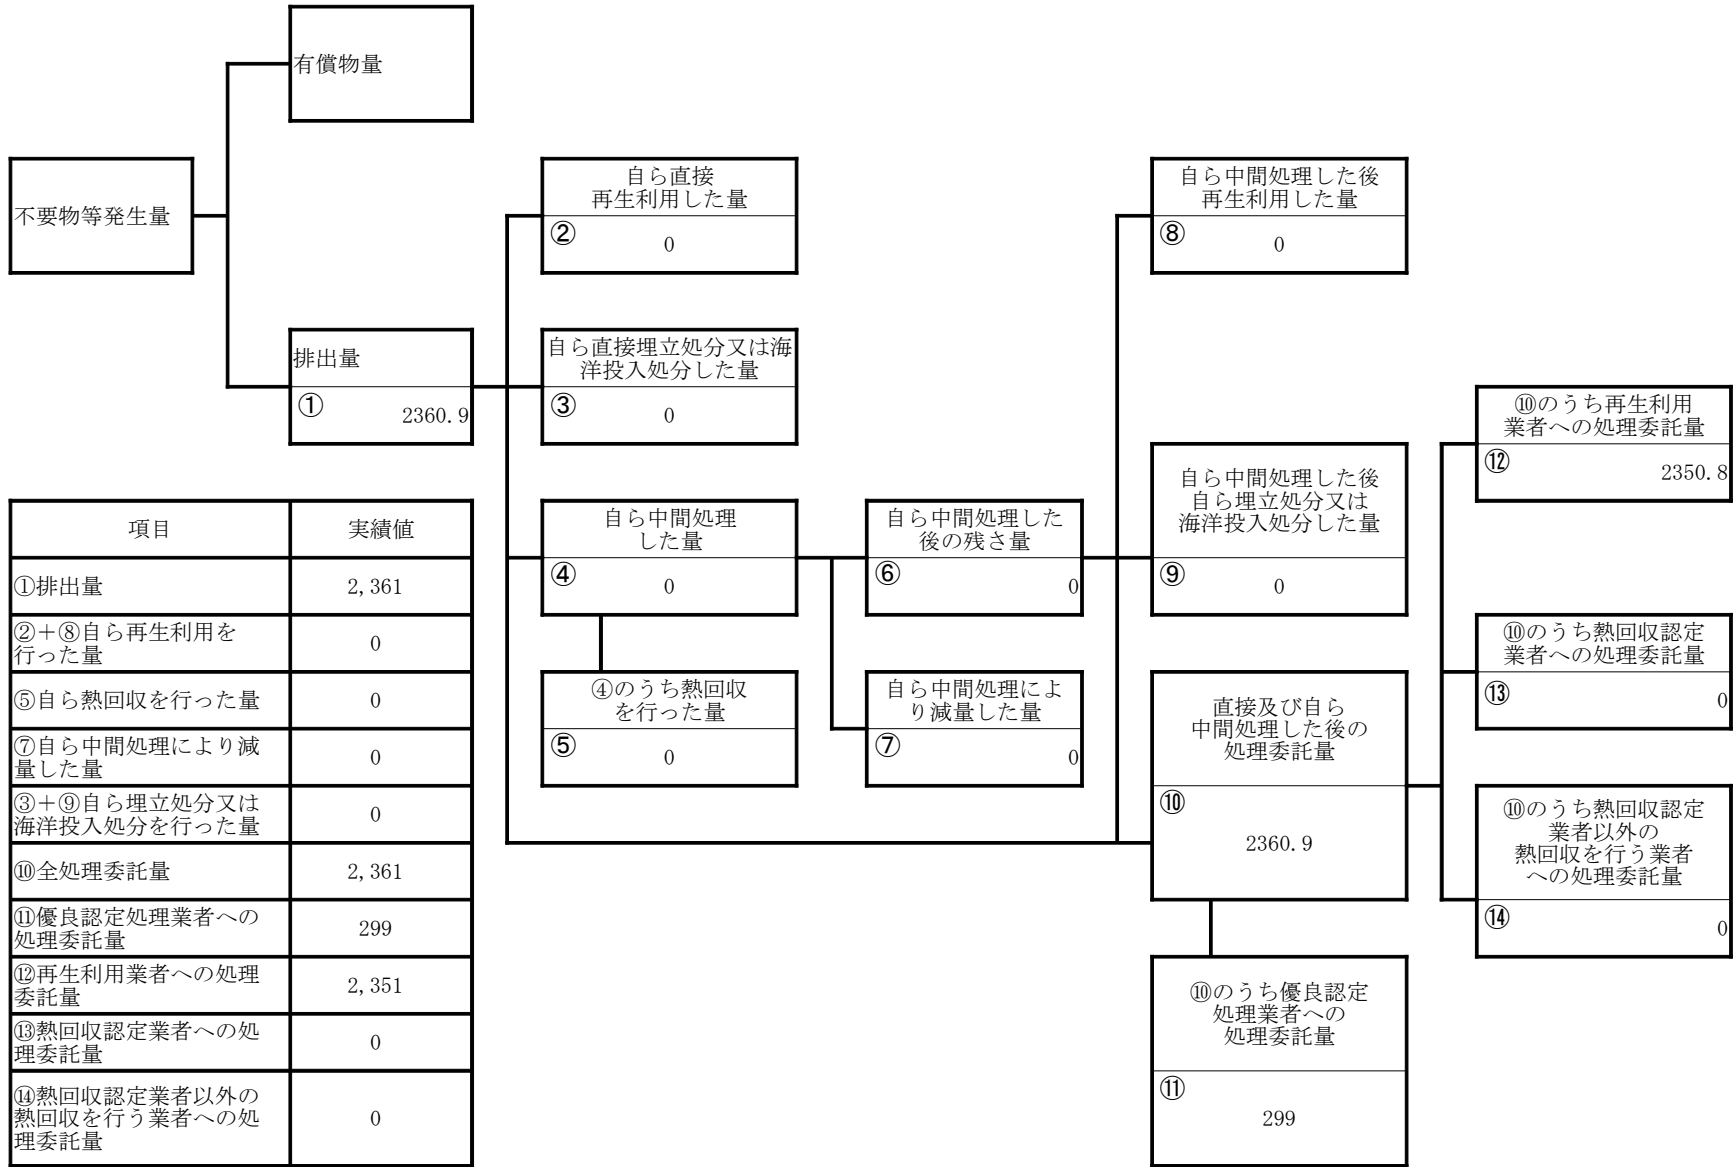 有償物量
不要物等発生量
自ら直接
再生利用した量
②
0
自ら中間処理した後
再生利用した量
⑧
0
排出量
①
2360.9
自ら直接埋立処分又は海
洋投入処分した量
③
0
自ら中間処理
した量
④
0
自ら中間処理した
後の残さ量
⑥
0
自ら中間処理した後
自ら埋立処分又は
海洋投入処分した量
⑨
0
⑩のうち再生利用
業者への処理委託量
⑫
2350.8
④のうち熱回収
を行った量
⑤
0
自ら中間処理によ
り減量した量
⑦
0
直接及び自ら
中間処理した後の
処理委託量
⑩
2360.9
⑩のうち熱回収認定
業者への処理委託量
⑬
0
⑩のうち熱回収認定
業者以外の
熱回収を行う業者
への処理委託量
⑭
0
⑩のうち優良認定
処理業者への
処理委託量
⑪
299
項目 実績値
①排出量 2,361
②+⑧自ら再生利用を
行った量 0
⑤自ら熱回収を行った量 0
⑦自ら中間処理により減
量した量 0
③+⑨自ら埋立処分又は
海洋投入処分を行った量 0
⑩全処理委託量 2,361
⑪優良認定処理業者への
処理委託量 299
⑫再生利用業者への処理
委託量 2,351
⑬熱回収認定業者への処
理委託量 0
⑭熱回収認定業者以外の
熱回収を行う業者への処
理委託量 0